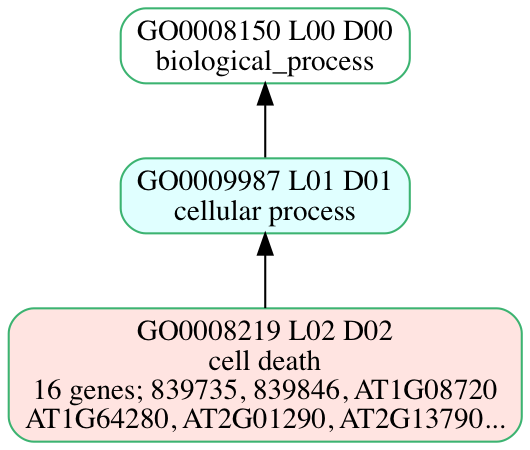 GO0008150 L00 D00
biological_process
GO0009987 L01 D01
cellular process
GO0008219 L02 D02
cell death
16 genes; 839735, 839846, AT1G08720
AT1G64280, AT2G01290, AT2G13790...